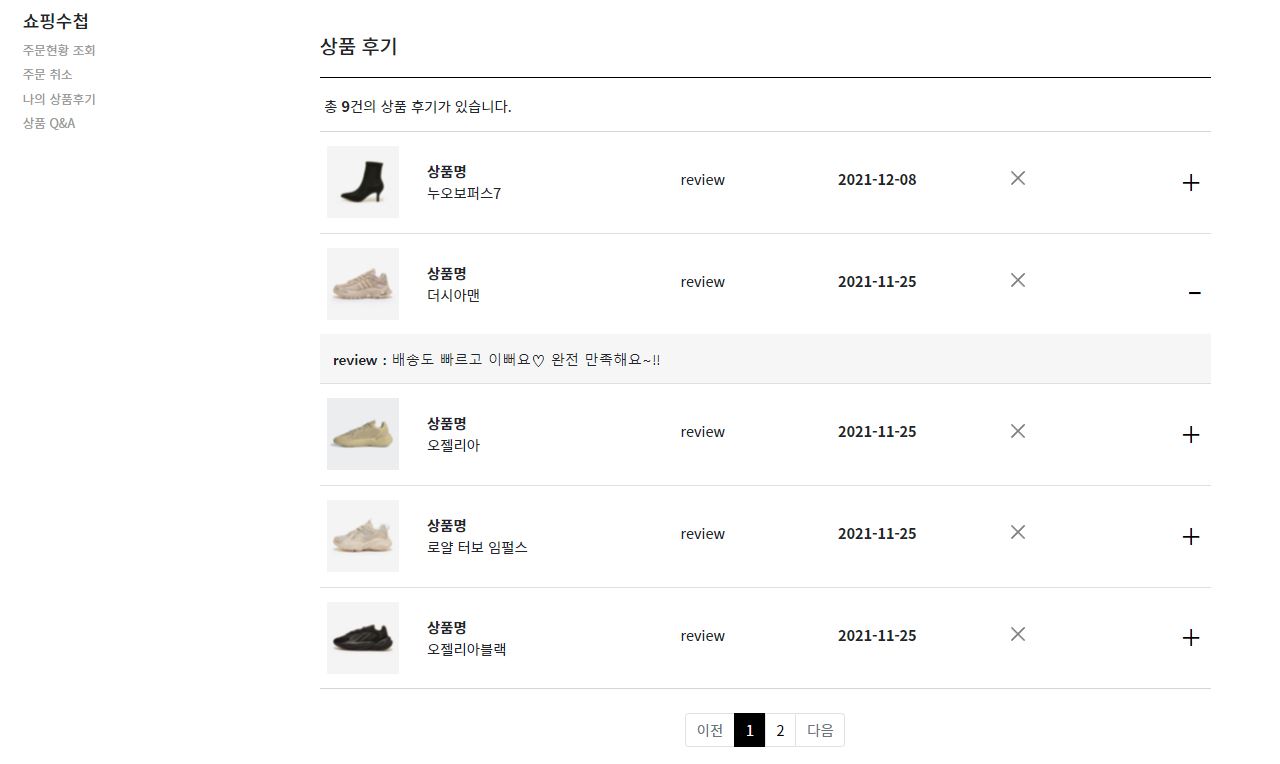 쇼핑수첩
주문현황 조회
주문 취소
나의 상품후기
상품 Q&A
상품 후기
총 9건의 상품 후기가 있습니다.
상품명
누오보퍼스7
review
2021-12-08
상품명
더시아맨
review
2021-11-25
review : 배송도 빠르고 이뻐요♡ 완전 만족해요~!!
상품명
오젤리아
review
2021-11-25
상품명
로얄 터보 임펄스
review
2021-11-25
상품명
오젤리아블랙
review
2021-11-25
이전 1 2 다음